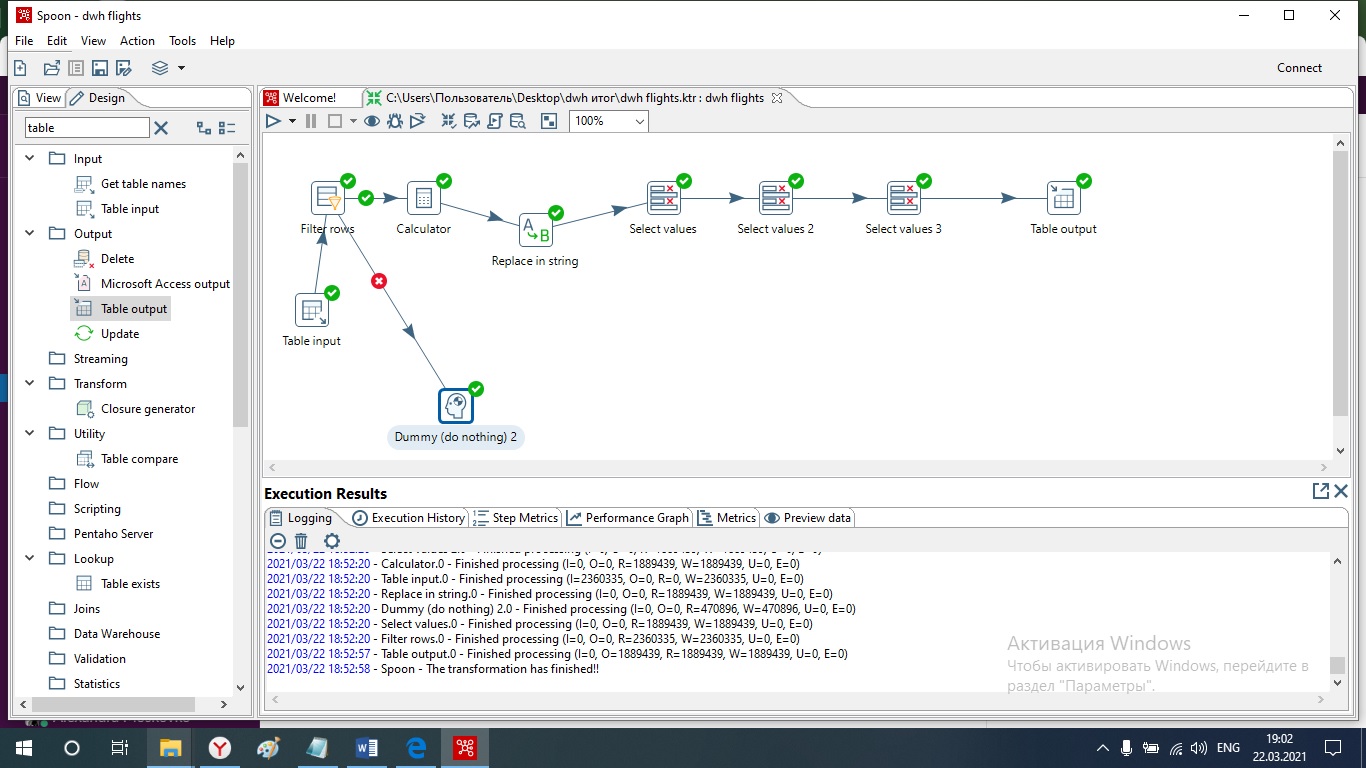 Spoon - dwh flights
File Edit View Action Tools Help
Connect
View Design
table
Input
Get table names
Table input
Output
Delete
Microsoft Access output
Table output
Update
Streaming
Transform
Closure generator
Utility
Table compare
Flow
Scripting
Pentaho Server
Lookup
Table exists
Joins
Data Warehouse
Validation
Statistics
Welcome! C:\Users\Пользователь\Desktop\dwh итог\dwh flights.ktr : dwh flights
100%
Filter rows Calculator Select values Select values 2 Select values 3 Table output
A
B
Replace in string
Table input
Dummy (do nothing) 2
Execution Results
Logging Execution History Step Metrics Performance Graph Metrics Preview data
2021/03/22 18:52:20 - Calculator.0 - Finished processing (I=0, O=0, R=1889439, W=1889439, U=0, E=0)
2021/03/22 18:52:20 - Table input.0 - Finished processing (I=2360335, O=0, R=0, W=2360335, U=0, E=0)
2021/03/22 18:52:20 - Replace in string.0 - Finished processing (I=0, O=0, R=1889439, W=1889439, U=0, E=0)
2021/03/22 18:52:20 - Dummy (do nothing) 2.0 - Finished processing (I=0, O=0, R=470896, W=470896, U=0, E=0)
2021/03/22 18:52:20 - Select values.0 - Finished processing (I=0, O=0, R=1889439, W=1889439, U=0, E=0)
2021/03/22 18:52:20 - Filter rows.0 - Finished processing (I=0, O=0, R=2360335, W=2360335, U=0, E=0)
2021/03/22 18:52:57 - Table output.0 - Finished processing (I=0, O=1889439, R=1889439, W=1889439, U=0, E=0)
2021/03/22 18:52:58 - Spoon - The transformation has finished!!
Активация Windows
Чтобы активировать Windows, перейдите в
раздел "Параметры".
ENG
19:02
22.03.2021